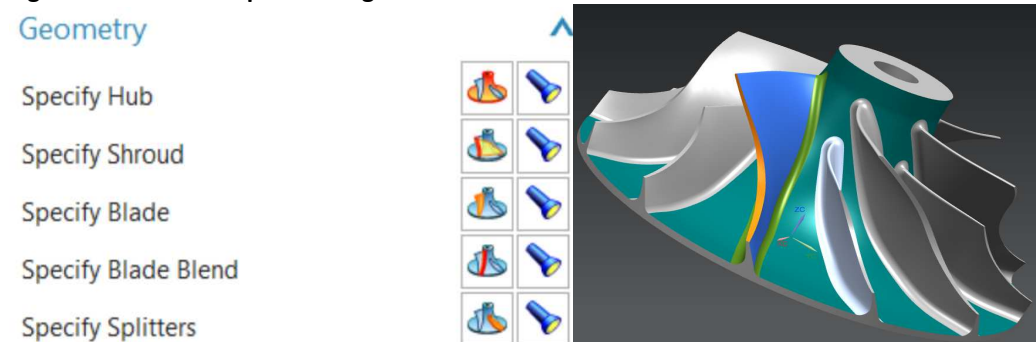 Geometry
Specify Hub
Specify Shroud
Specify Blade
Specify Blade Blend
Specify Splitters